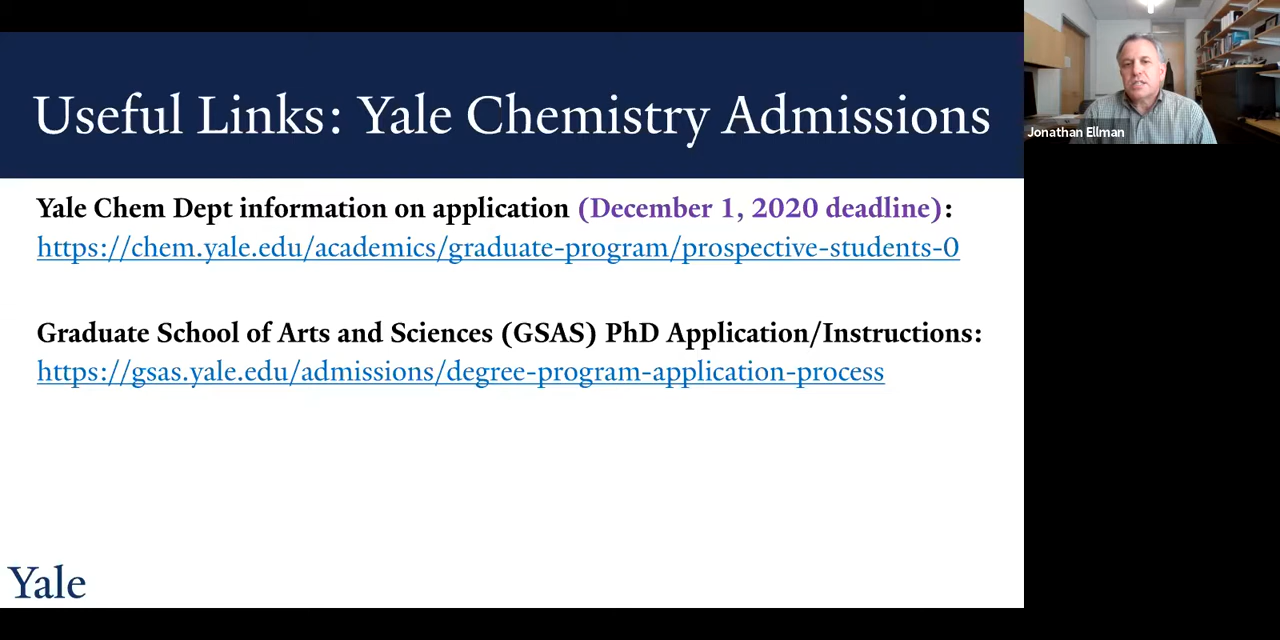 Useful Links: Yale Chemistry Admissions
Jonathan Ellman
Yale Chem Dept information on application (December 1, 2020 deadline):
https://chem.yale.edu/academics/graduate-program/prospective-students-0
Graduate School of Arts and Sciences (GSAS) PhD Application/Instructions:
https://gsas.yale.edu/admissions/degree-program-application-process
Yale